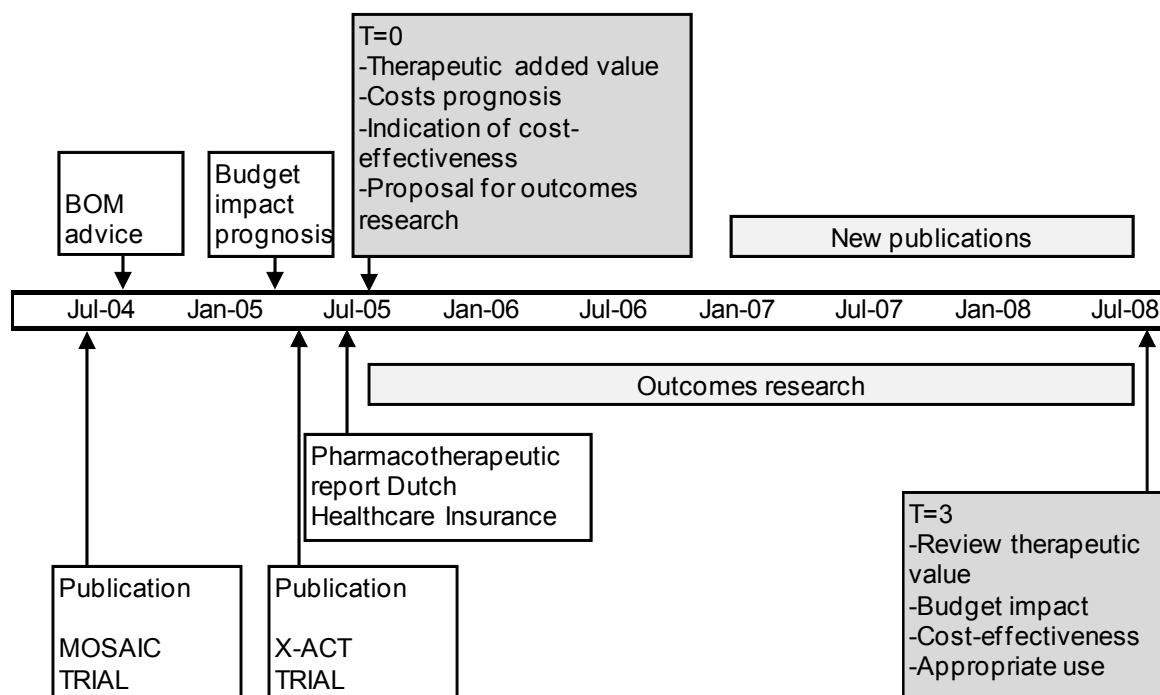 T=0
-Therapeutic added value
-Costs prognosis
-Indication of cost-
effectiveness
-Proposal for outcomes
research
BOM
advice
Budget
impact
prognosis
New publications
Jul-04 Jan-05 Jul-05 Jan-06 Jul-06 Jan-07 Jul-07 Jan-08 Jul-08
Outcomes research
Pharmacotherapeutic
report Dutch
Healthcare Insurance
Publication
MOSAIC
TRIAL
Publication
X-ACT
TRIAL
T=3
-Review therapeutic
value
-Budget impact
-Cost-effectiveness
-Appropriate use